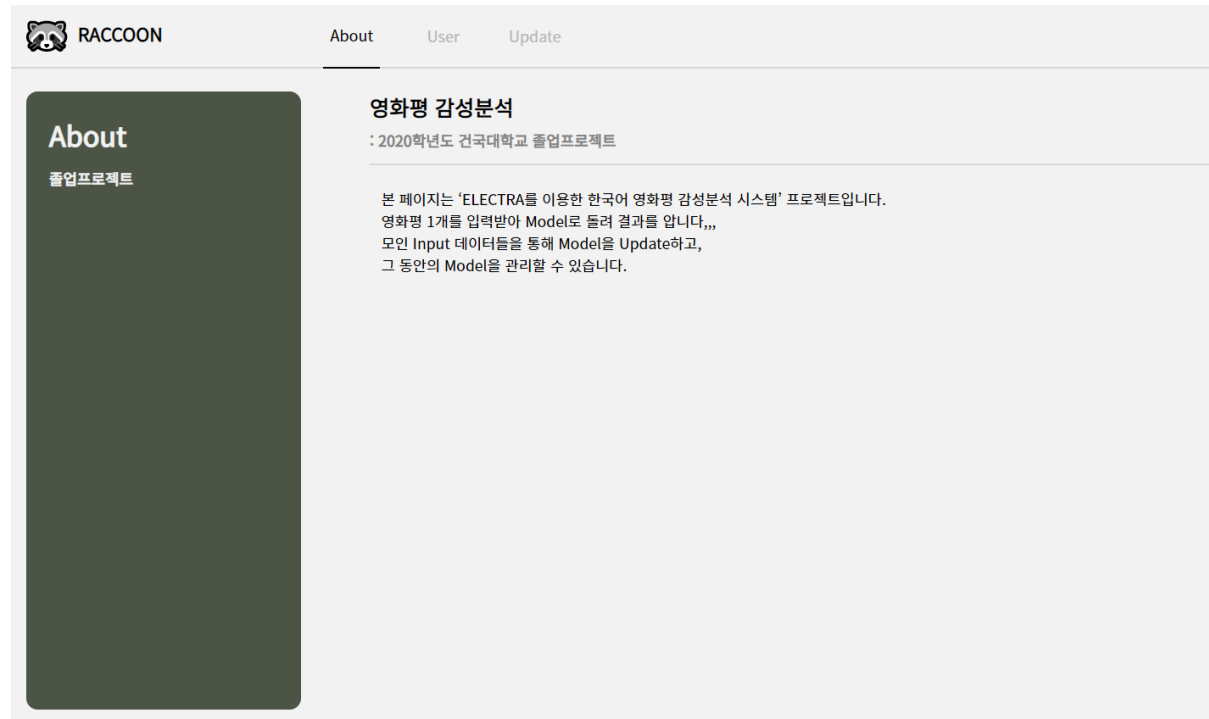 RACCOON
About User Update
About
졸업프로젝트
영화평 감성분석
: 2020학년도 건국대학교 졸업프로젝트
본 페이지는 ‘ELECTRA를 이용한 한국어 영화평 감성분석 시스템’ 프로젝트입니다.
영화평 1개를 입력받아 Model로 돌려 결과를 압니다,,,
모인 Input 데이터들을 통해 Model을 Update하고,
그 동안의 Model을 관리할 수 있습니다.